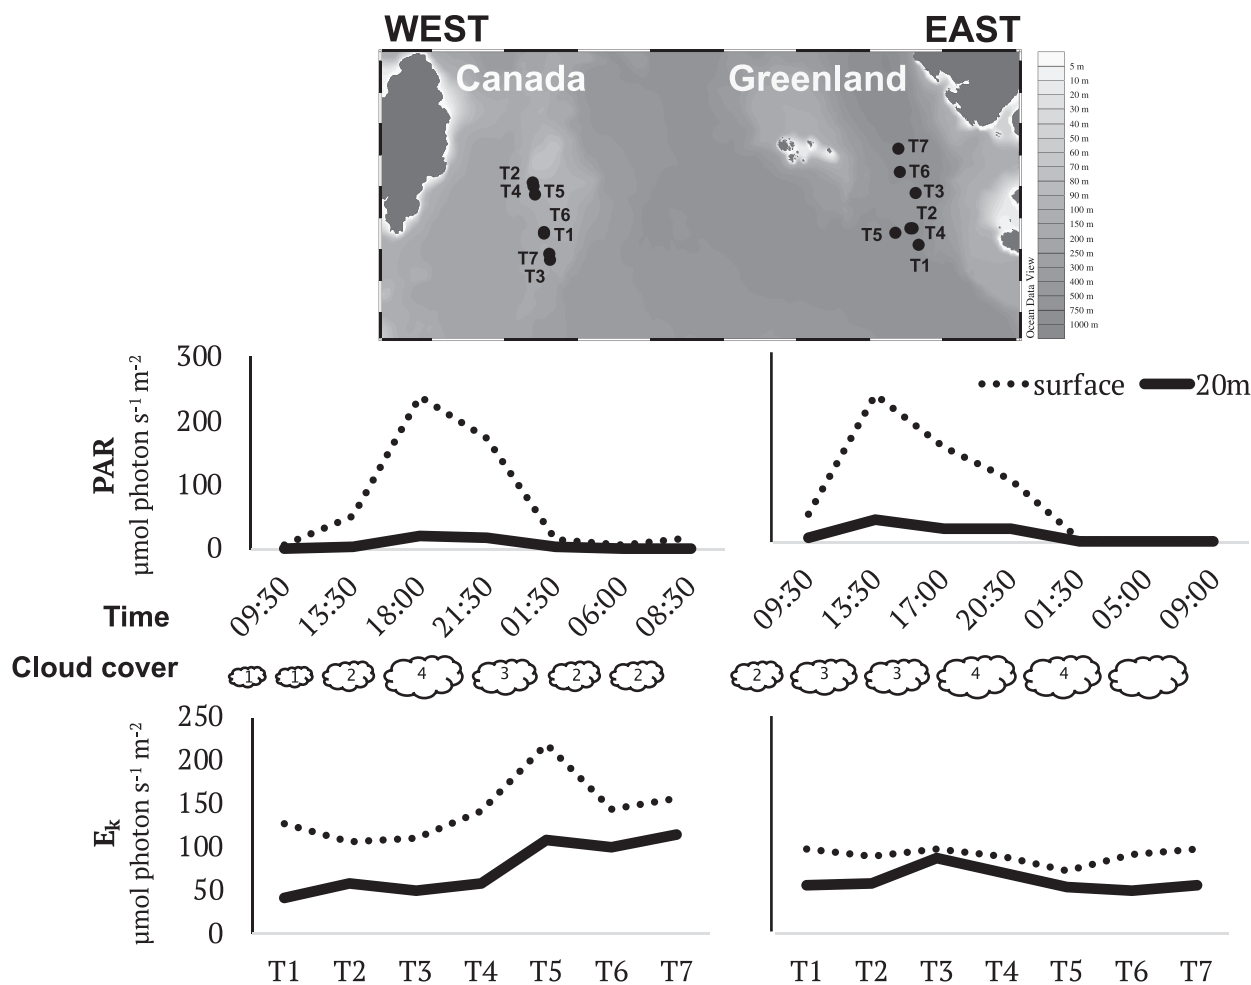 WEST EAST
Canada Greenland
T2
T4 T5
T6
T1
T7
T3
T7
T6
T3
T2
T5 T4
T1
Ocean Data View
5 m
10 m
20 m
30 m
40 m
50 m
60 m
70 m
80 m
90 m
100 m
150 m
200 m
250 m
300 m
400 m
500 m
750 m
1000 m
PAR
µmol photon s-1 m-2
300
200
100
0
surface 20m
Time
09:30 13:30 18:00 21:30 01:30 06:00 08:30
09:30 13:30 17:00 20:30 01:30 05:00 09:00
Cloud cover 1 1 2 4 3 2 2 2 3 3 4 4
Ek
µmol photon s-1 m-2
250
200
150
100
50
0
T1 T2 T3 T4 T5 T6 T7 T1 T2 T3 T4 T5 T6 T7